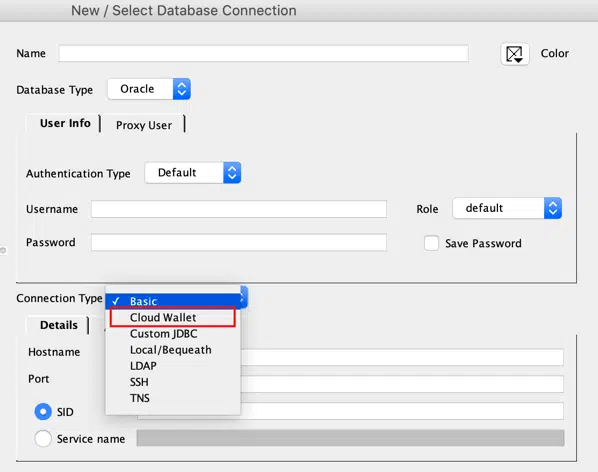 New / Select Database Connection
Name
Color
Database Type Oracle
User Info Proxy User
Authentication Type Default
Username
Role default
Password
Save Password
Connection Type
✓ Basic
Cloud Wallet
Custom JDBC
Local/Bequeath
LDAP
SSH
TNS
Details
Hostname
Port
SID
Service name